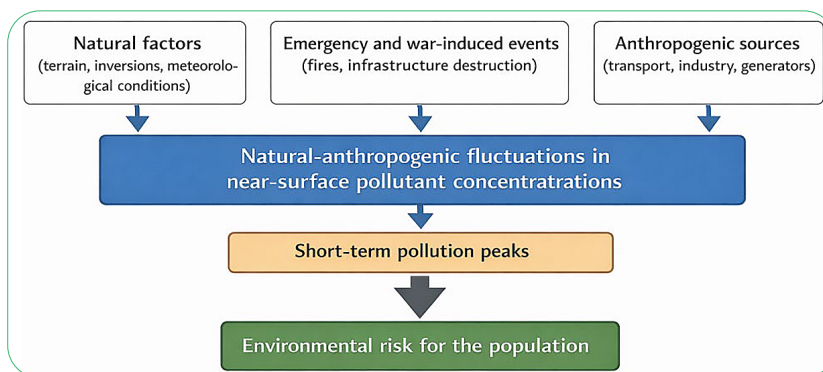 Natural factors
(terrain, inversions, meteorolo-
gical conditions)
Emergency and war-induced events
(fires, infrastructure destruction)
Anthropogenic sources
(transport, industry, generators)
Natural-anthropogenic fluctuations in
near-surface pollutant concentratrations
Short-term pollution peaks
Environmental risk for the population